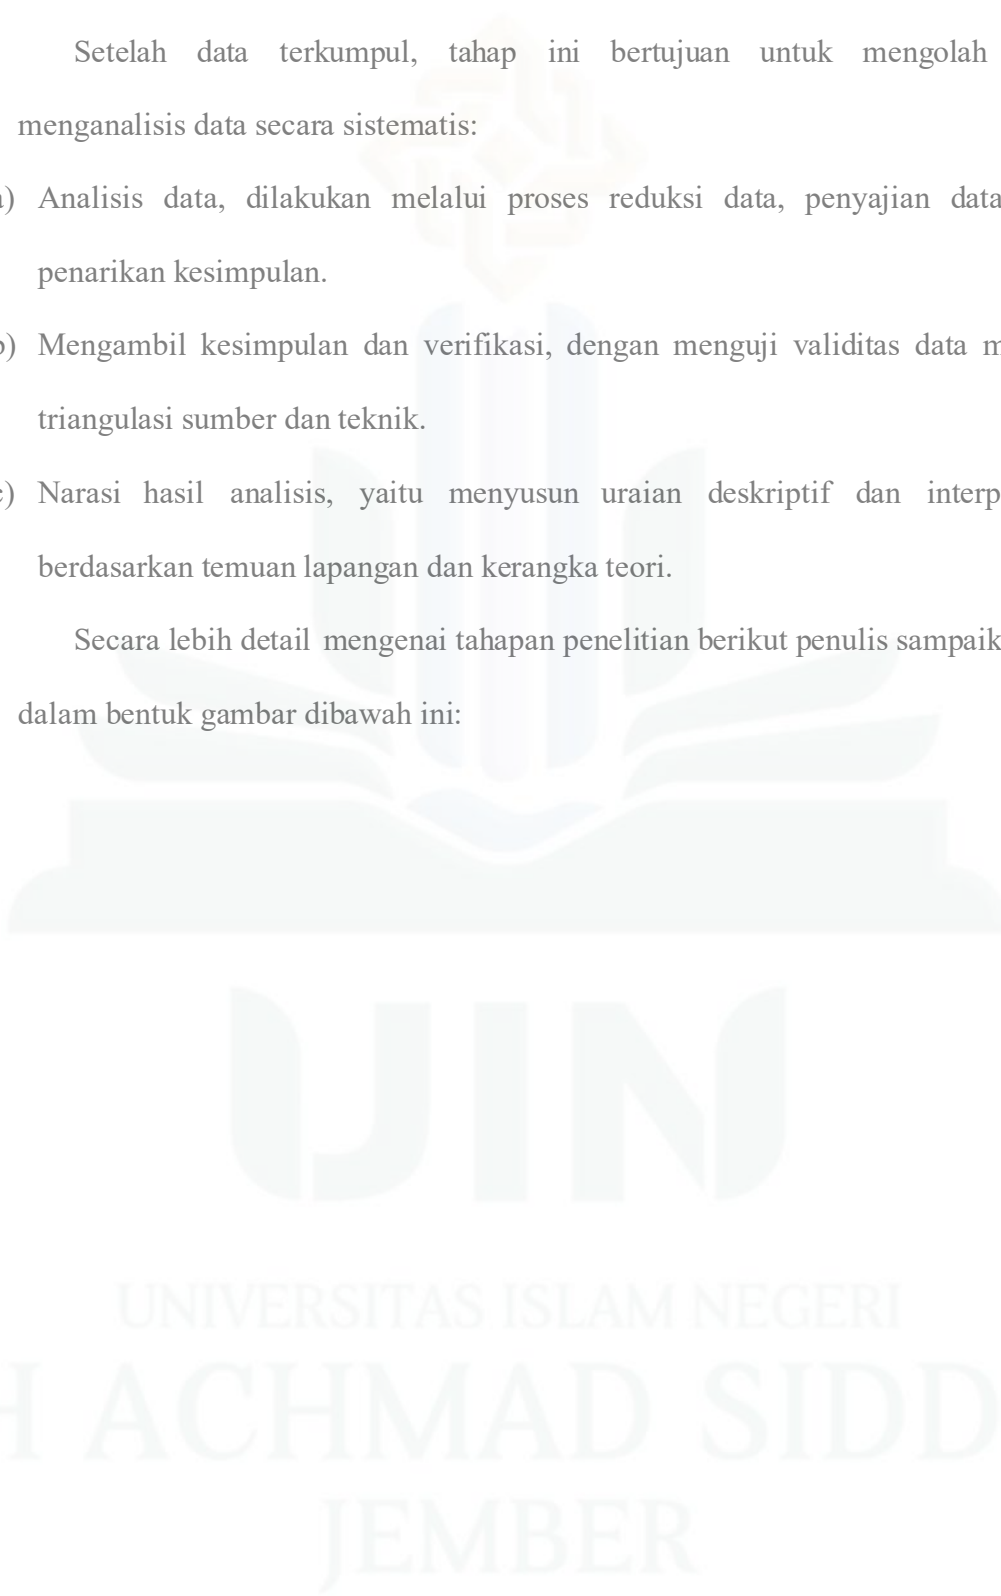 Setelah data terkumpul, tahap ini bertujuan untuk mengolah
menganalisis data secara sistematis:
) Analisis data, dilakukan melalui proses reduksi data, penyajian data
penarikan kesimpulan.
) Mengambil kesimpulan dan verifikasi, dengan menguji validitas data
triangulasi sumber dan teknik.
) Narasi hasil analisis, yaitu menyusun uraian deskriptif dan interp
berdasarkan temuan lapangan dan kerangka teori.
Secara lebih detail mengenai tahapan penelitian berikut penulis sampaik
dalam bentuk gambar dibawah ini:
UIN
UNIVERSITAS ISLAM NEGERI
H ACHMAD SIDD
JEMBER